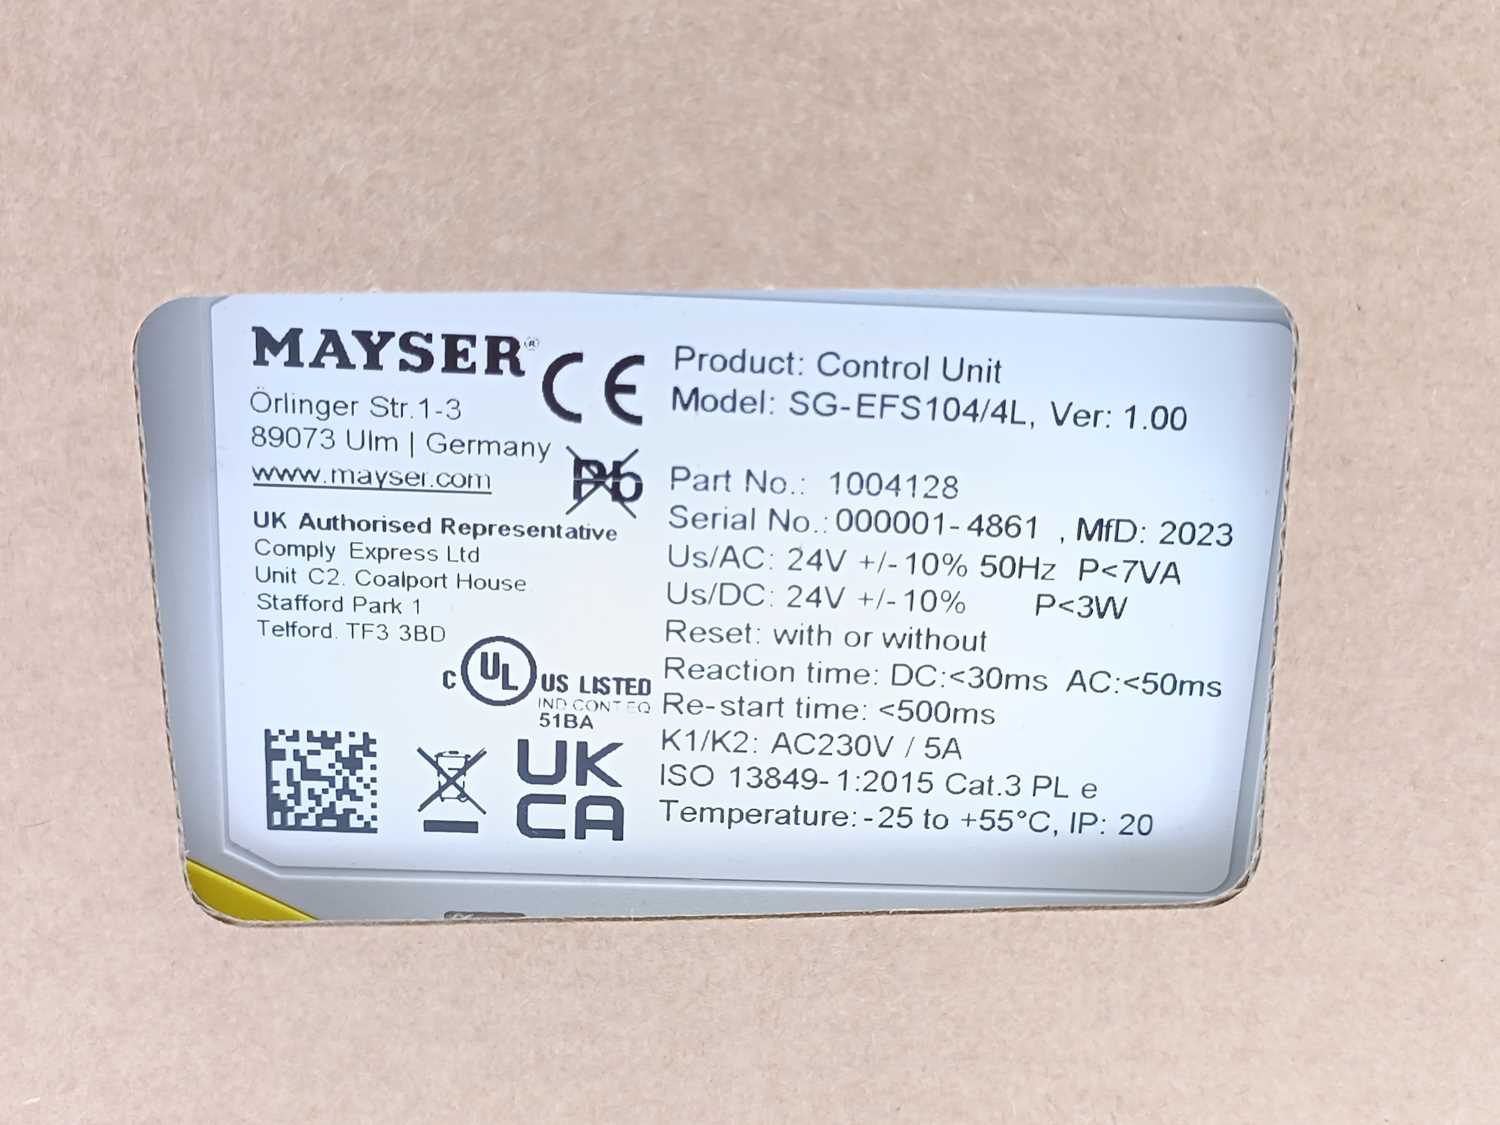 MAYSER®
Örlinger Str.1-3
89073 Ulm | Germany
www.mayser.com
CE
Pb
UK Authorised Representative
Comply Express Ltd
Unit C2. Coalport House
Stafford Park 1
Telford. TF3 3BD
C UL US LISTED
IND CONT EQ
51BA
UK
CA
Product: Control Unit
Model: SG-EFS104/4L, Ver: 1.00
Part No.: 1004128
Serial No.: 000001-4861 , MfD: 2023
Us/AC: 24V +/-10% 50Hz P<7VA
Us/DC: 24V +/-10% P<3W
Reset: with or without
Reaction time: DC:<30ms AC:<50ms
Re-start time: <500ms
K1/K2: AC230V / 5A
ISO 13849-1:2015 Cat.3 PL e
Temperature: -25 to +55°C, IP: 20